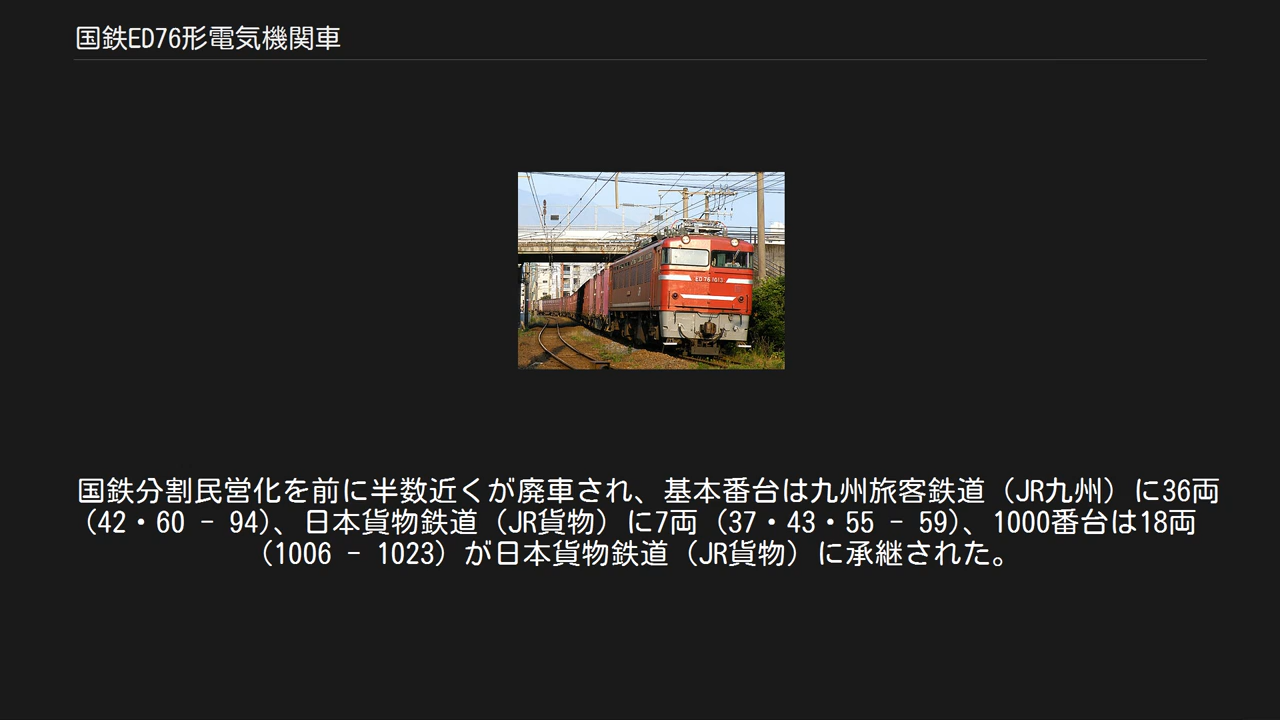 国鉄ED76形電気機関車
ED 76 1013
国鉄分割民営化を前に半数近くが廃車され、基本番台は九州旅客鉄道（JR九州）に36両
(42・60 - 94)、日本貨物鉄道（JR貨物）に7両（37・43・55 - 59)、1000番台は18両
（1006 - 1023）が日本貨物鉄道（JR貨物）に承継された。